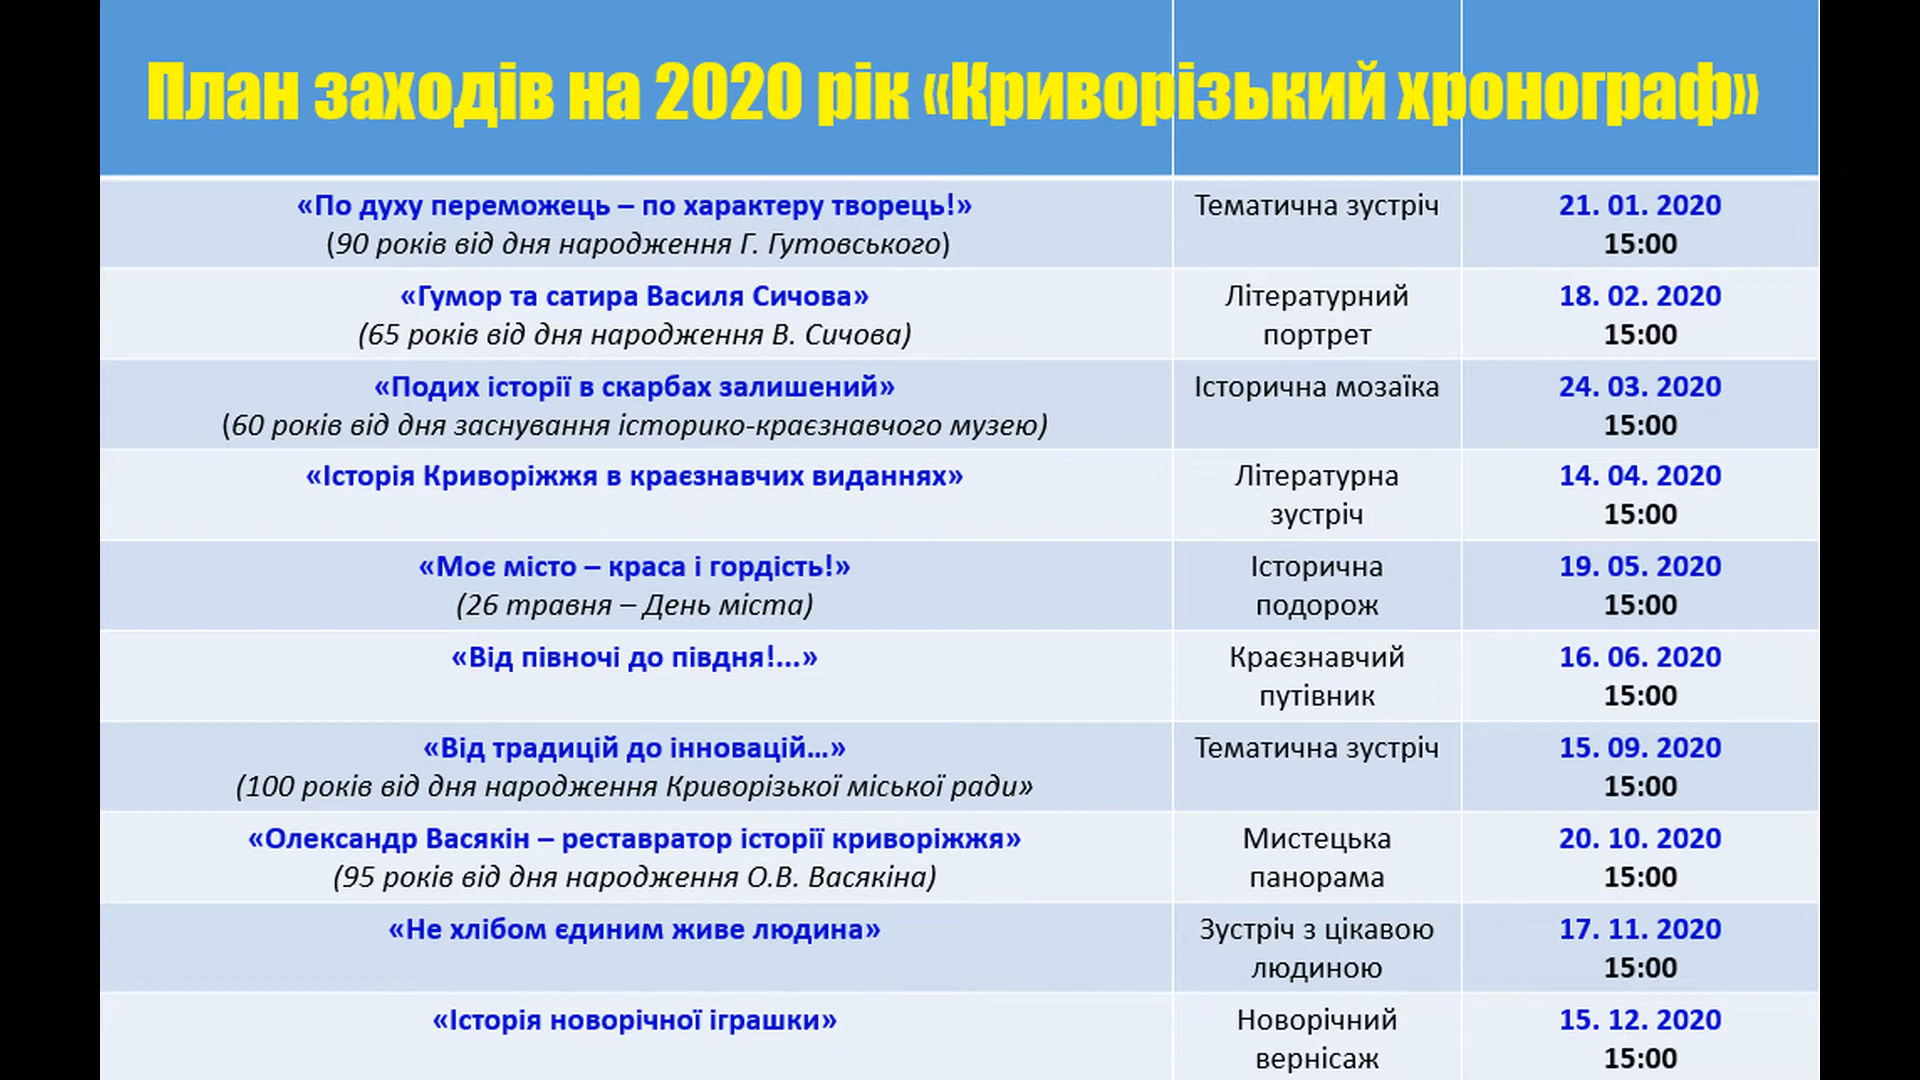 План заходів на 2020 рік «Криворізький хронограф»
«По духу переможець – по характеру творець!»
(90 років від дня народження Г. Гутовського)
Тематична зустріч
21. 01. 2020
15:00
«Гумор та сатира Василя Сичова»
(65 років від дня народження В. Сичова)
Літературний
портрет
18. 02. 2020
15:00
«Подих історії в скарбах залишений»
(60 років від дня заснування історико-краєзнавчого музею)
Історична мозаїка
24. 03. 2020
15:00
«Історія Криворіжжя в краєзнавчих виданнях»
Літературна
зустріч
14. 04. 2020
15:00
«Моє місто – краса і гордість!»
(26 травня – День міста)
Історична
подорож
19. 05. 2020
15:00
«Від півночі до півдня!...»
Краєзнавчий
путівник
16. 06. 2020
15:00
«Від традицій до інновацій…»
(100 років від дня народження Криворізької міської ради»
Тематична зустріч
15. 09. 2020
15:00
«Олександр Васякін – реставратор історії криворіжжя»
(95 років від дня народження О.В. Васякіна)
Мистецька
панорама
20. 10. 2020
15:00
«Не хлібом єдиним живе людина»
Зустріч з цікавою
людиною
17. 11. 2020
15:00
«Історія новорічної іграшки»
Новорічний
вернісаж
15. 12. 2020
15:00